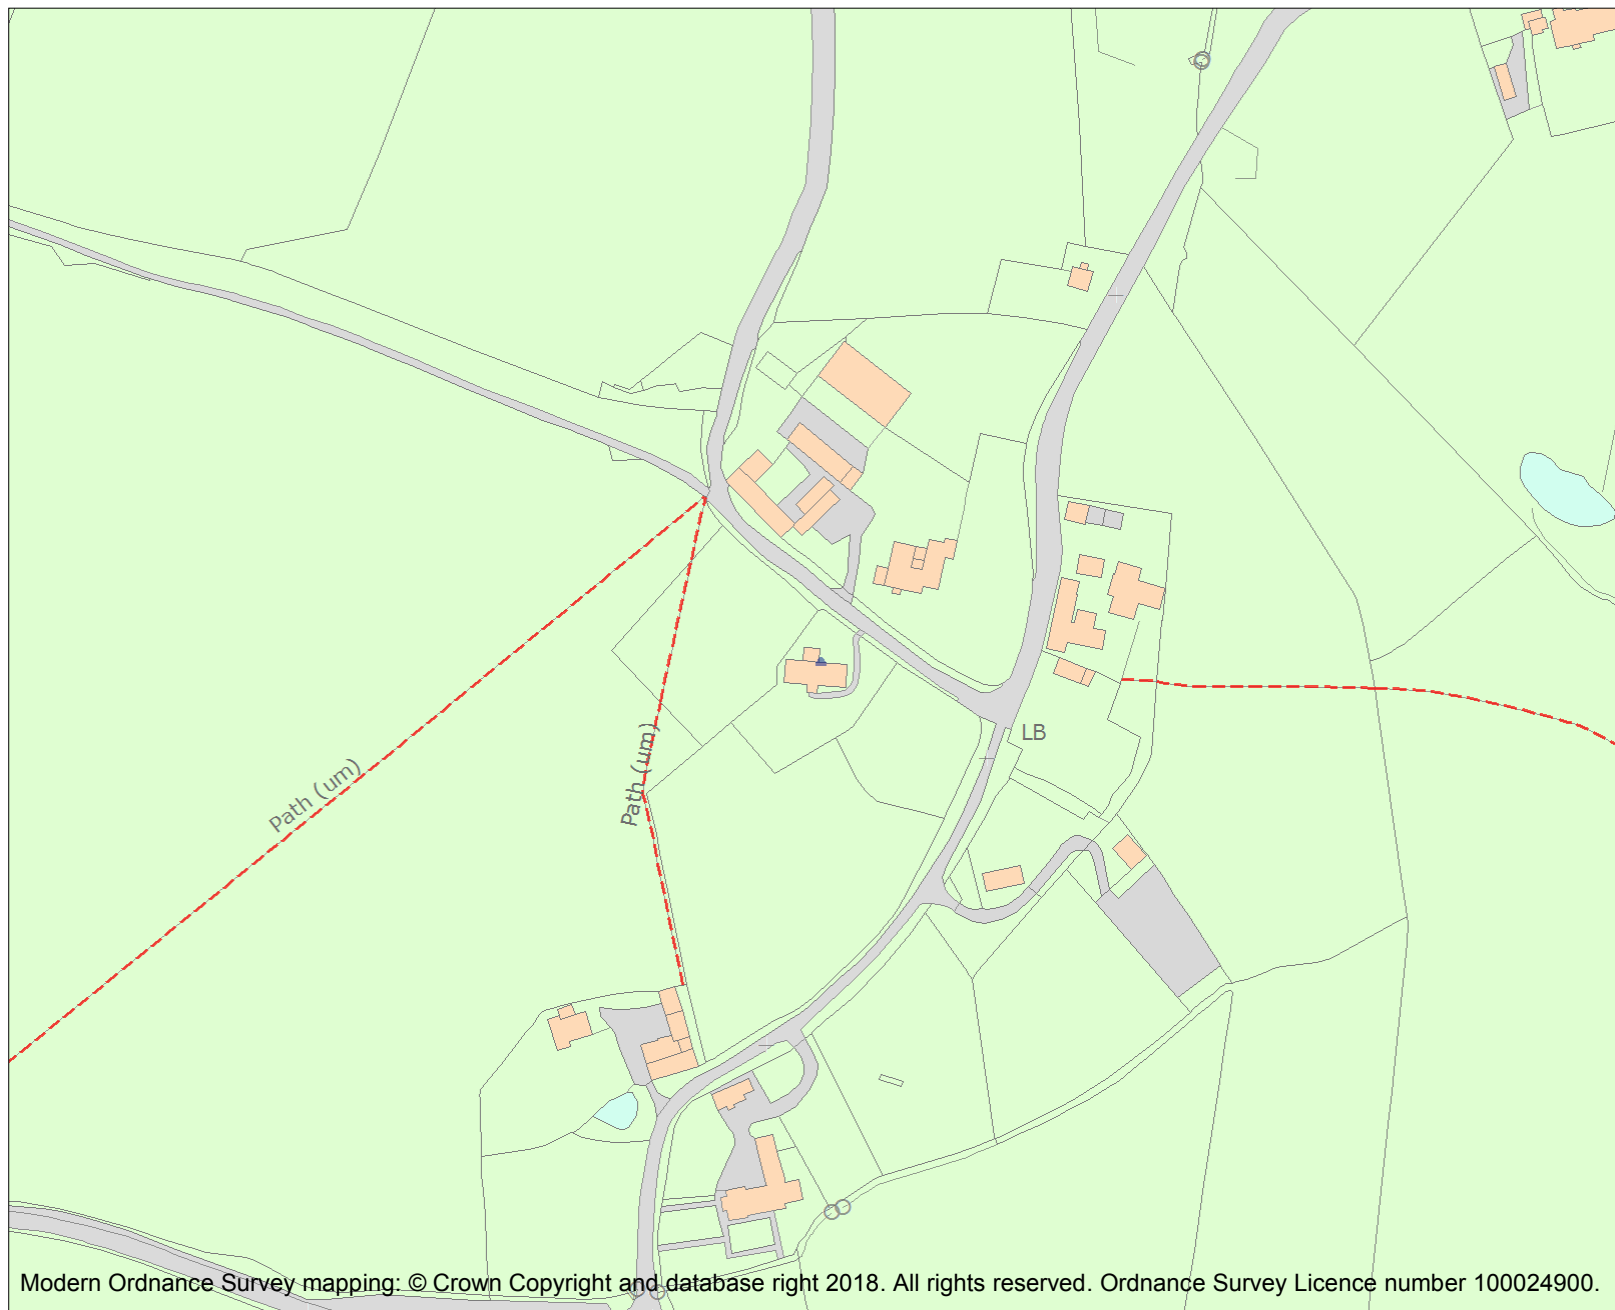 LB
Path (um)
Path (um)
Modern Ordnance Survey mapping: © Crown Copyright and database right 2018. All rights reserved. Ordnance Survey Licence number 100024900.